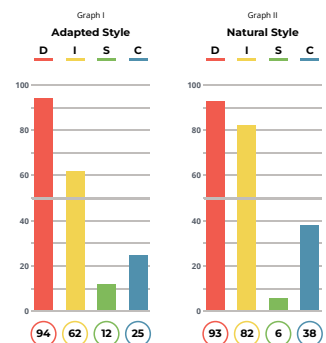 Graph I
Adapted Style
D I S C
100
80
60
40
20
0
94 62 12 25
Graph II
Natural Style
D I S C
100
80
60
40
20
0
93 82 6 38